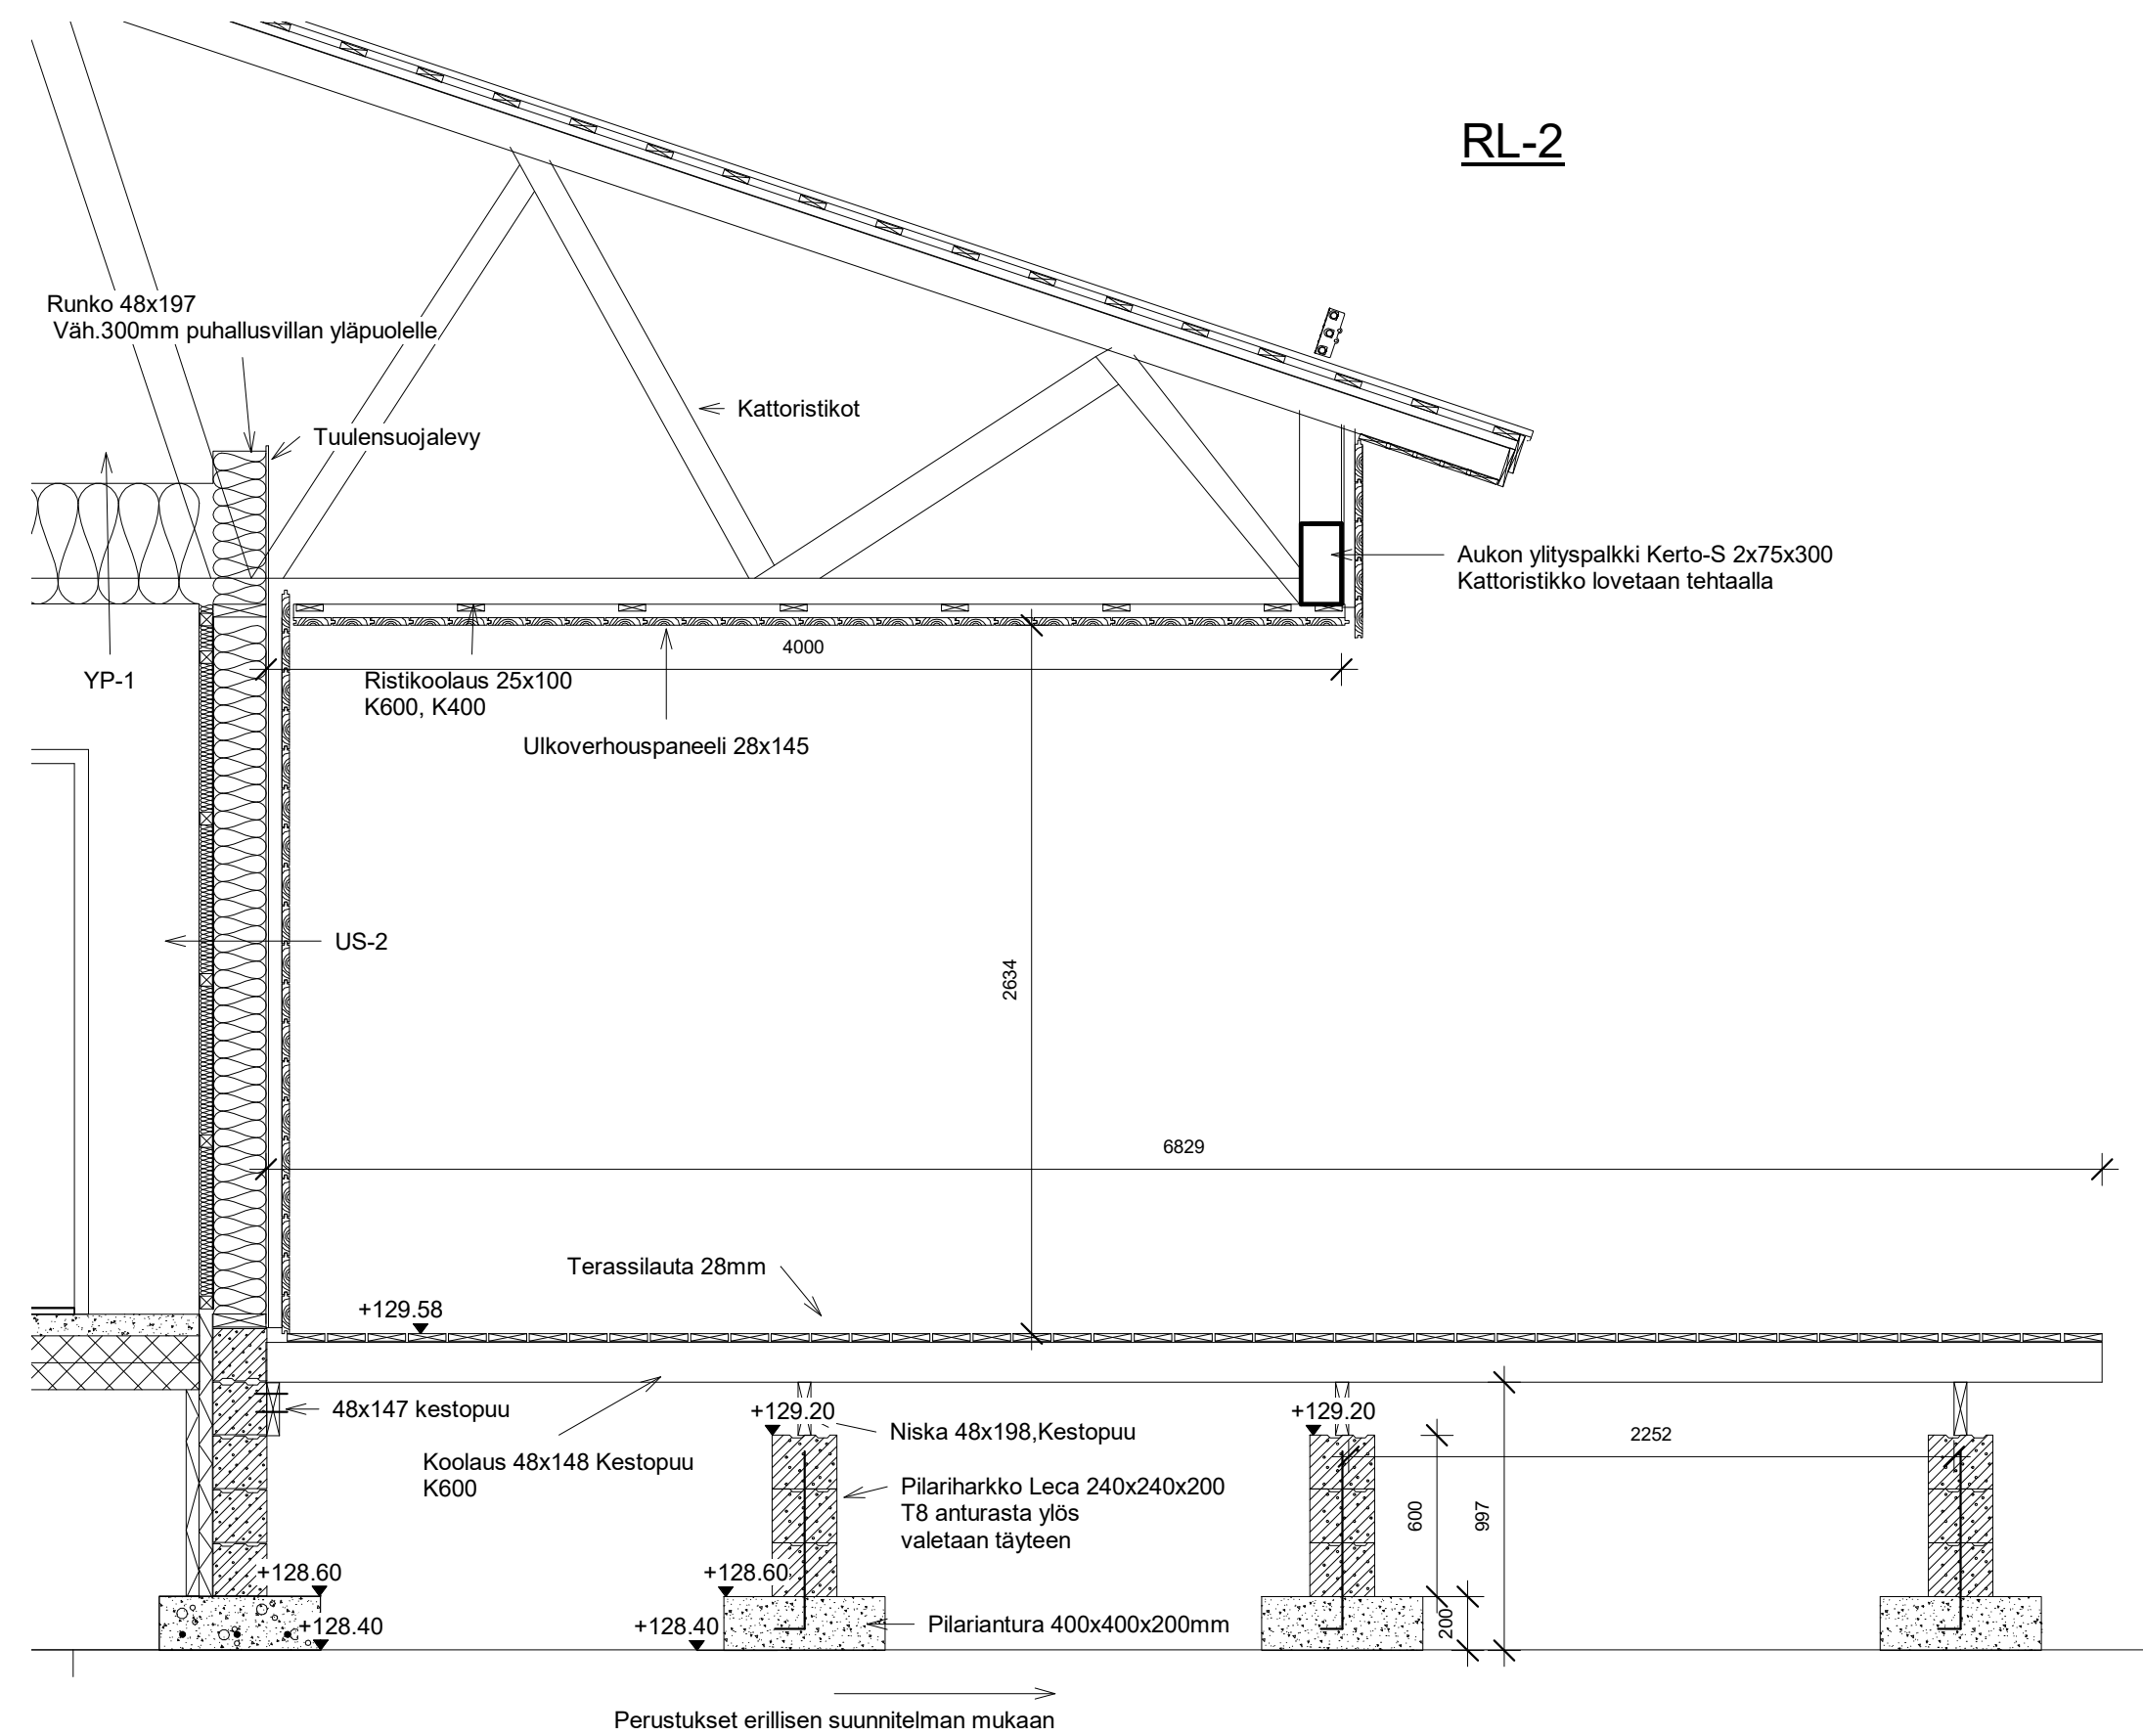 RL-2
Runko 48x197
Väh.300mm puhallusvillan yläpuolelle
Tuulensuojalevy
Kattoristikot
Aukon ylityspalkki Kerto-S 2x75x300
Kattoristikko lovetaan tehtaalla
4000
YP-1
Ristikoolaus 25x100
K600, K400
Ulkoverhouspaneeli 28x145
US-2
2634
6829
Terassilauta 28mm
+129.58
48x147 kestopuu
Koolaus 48x148 Kestopuu
K600
+129.20
Niska 48x198,Kestopuu
+129.20
2252
Pilariharkko Leca 240x240x200
T8 anturasta ylös
valetaan täyteen
600
997
+128.60
+128.60
+128.40
+128.40
Pilariantura 400x400x200mm
200
Perustukset erillisen suunnitelman mukaan